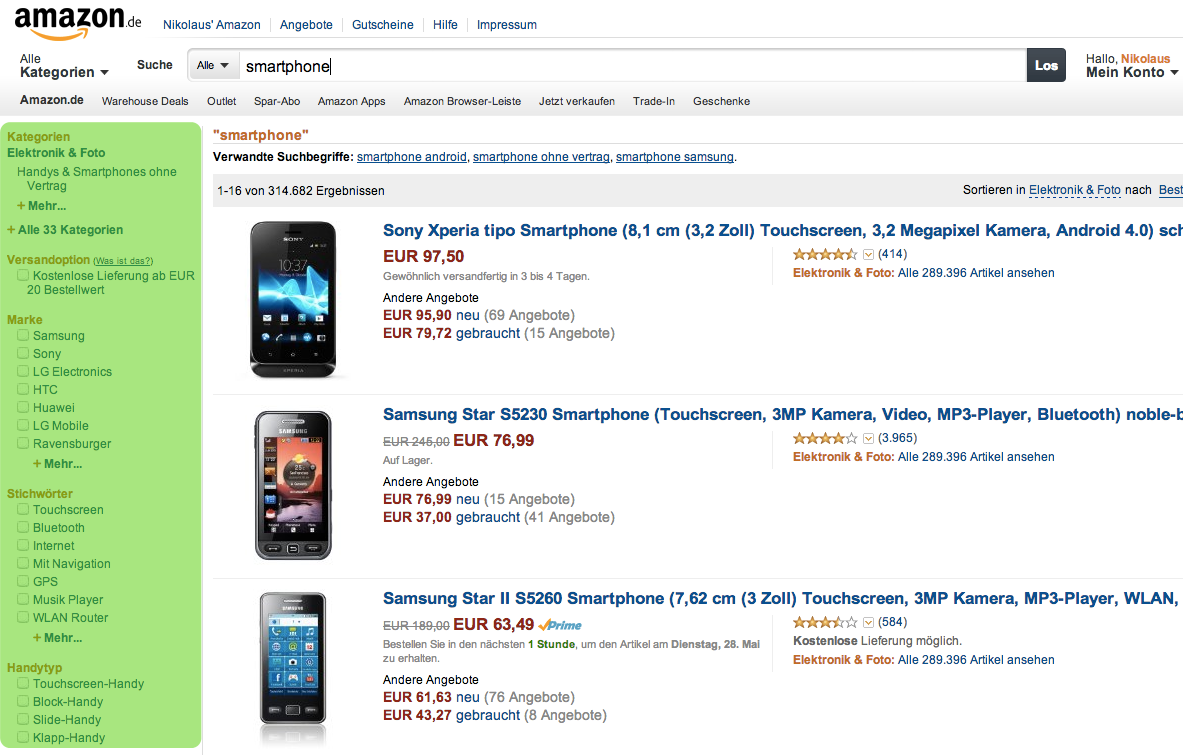 amazon.de
Nikolaus' Amazon Angebote Gutscheine Hilfe Impressum
Alle
Kategorien
Suche
Alle
smartphone
Los
Hallo, Nikolaus
Mein Konto
Amazon.de Warehouse Deals Outlet Spar-Abo Amazon Apps Amazon Browser-Leiste Jetzt verkaufen Trade-In Geschenke
Kategorien
Elektronik & Foto
Handys & Smartphones ohne
Vertrag
+ Mehr...
+ Alle 33 Kategorien
Versandoption (Was ist das?)
Kostenlose Lieferung ab EUR
20 Bestellwert
Marke
Samsung
Sony
LG Electronics
HTC
Huawei
LG Mobile
Ravensburger
+ Mehr...
Stichwörter
Touchscreen
Bluetooth
Internet
Mit Navigation
GPS
Musik Player
WLAN Router
+ Mehr...
Handytyp
Touchscreen-Handy
Block-Handy
Slide-Handy
Klapp-Handy
"smartphone"
Verwandte Suchbegriffe: smartphone android, smartphone ohne vertrag, smartphone samsung.
1-16 von 314.682 Ergebnissen
Sortieren in Elektronik & Foto nach Best
SONY
10:37
XPERIA
Sony Xperia tipo Smartphone (8,1 cm (3,2 Zoll) Touchscreen, 3,2 Megapixel Kamera, Android 4.0) sch
EUR 97,50
Gewöhnlich versandfertig in 3 bis 4 Tagen.
Andere Angebote
EUR 95,90 neu (69 Angebote)
EUR 79,72 gebraucht (15 Angebote)
(414)
Elektronik & Foto: Alle 289.396 Artikel ansehen
SAMSUNG
Samsung Star S5230 Smartphone (Touchscreen, 3MP Kamera, Video, MP3-Player, Bluetooth) noble-b
EUR 245,00 EUR 76,99
Auf Lager.
Andere Angebote
EUR 76,99 neu (15 Angebote)
EUR 37,00 gebraucht (41 Angebote)
(3.965)
Elektronik & Foto: Alle 289.396 Artikel ansehen
SAMSUNG
Samsung Star II S5260 Smartphone (7,62 cm (3 Zoll) Touchscreen, 3MP Kamera, MP3-Player, WLAN,
EUR 189,00 EUR 63,49 Prime
Bestellen Sie in den nächsten 1 Stunde, um den Artikel am Dienstag, 28. Mai
zu erhalten.
Andere Angebote
EUR 61,63 neu (76 Angebote)
EUR 43,27 gebraucht (8 Angebote)
(584)
Kostenlose Lieferung möglich.
Elektronik & Foto: Alle 289.396 Artikel ansehen